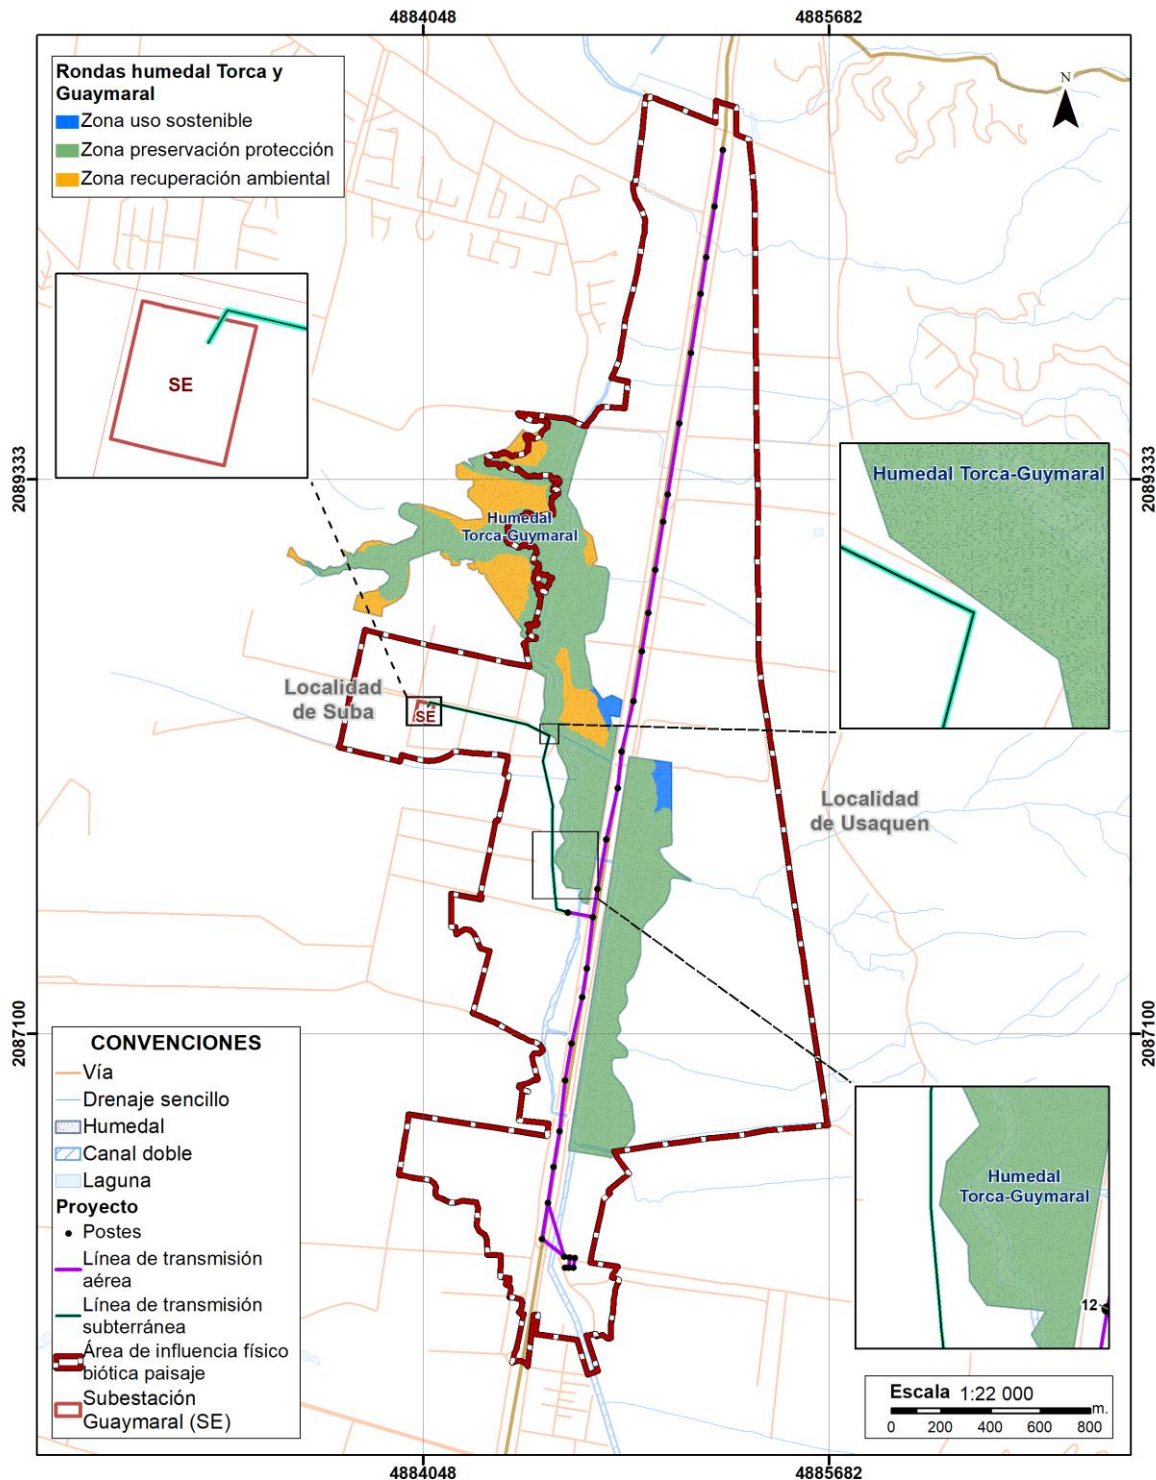 4884048
4885682
Rondas humedal Torca y
Guaymaral
Zona uso sostenible
Zona preservación protección
Zona recuperación ambiental
N
SE
2089333
2089333
Humedal Torca-Guymaral
Humedal
Torca-Guymaral
Localidad
de Suba
SE
Localidad
de Usaquen
2087100
2087100
CONVENCIONES
Vía
Drenaje sencillo
Humedal
Canal doble
Laguna
Proyecto
Postes
Línea de transmisión
aérea
Línea de transmisión
subterránea
Área de influencia físico
biótica paisaje
Subestación
Guaymaral (SE)
Humedal
Torca-Guymaral
12
Escala 1:22 000
m.
0 200 400 600 800
4884048
4885682